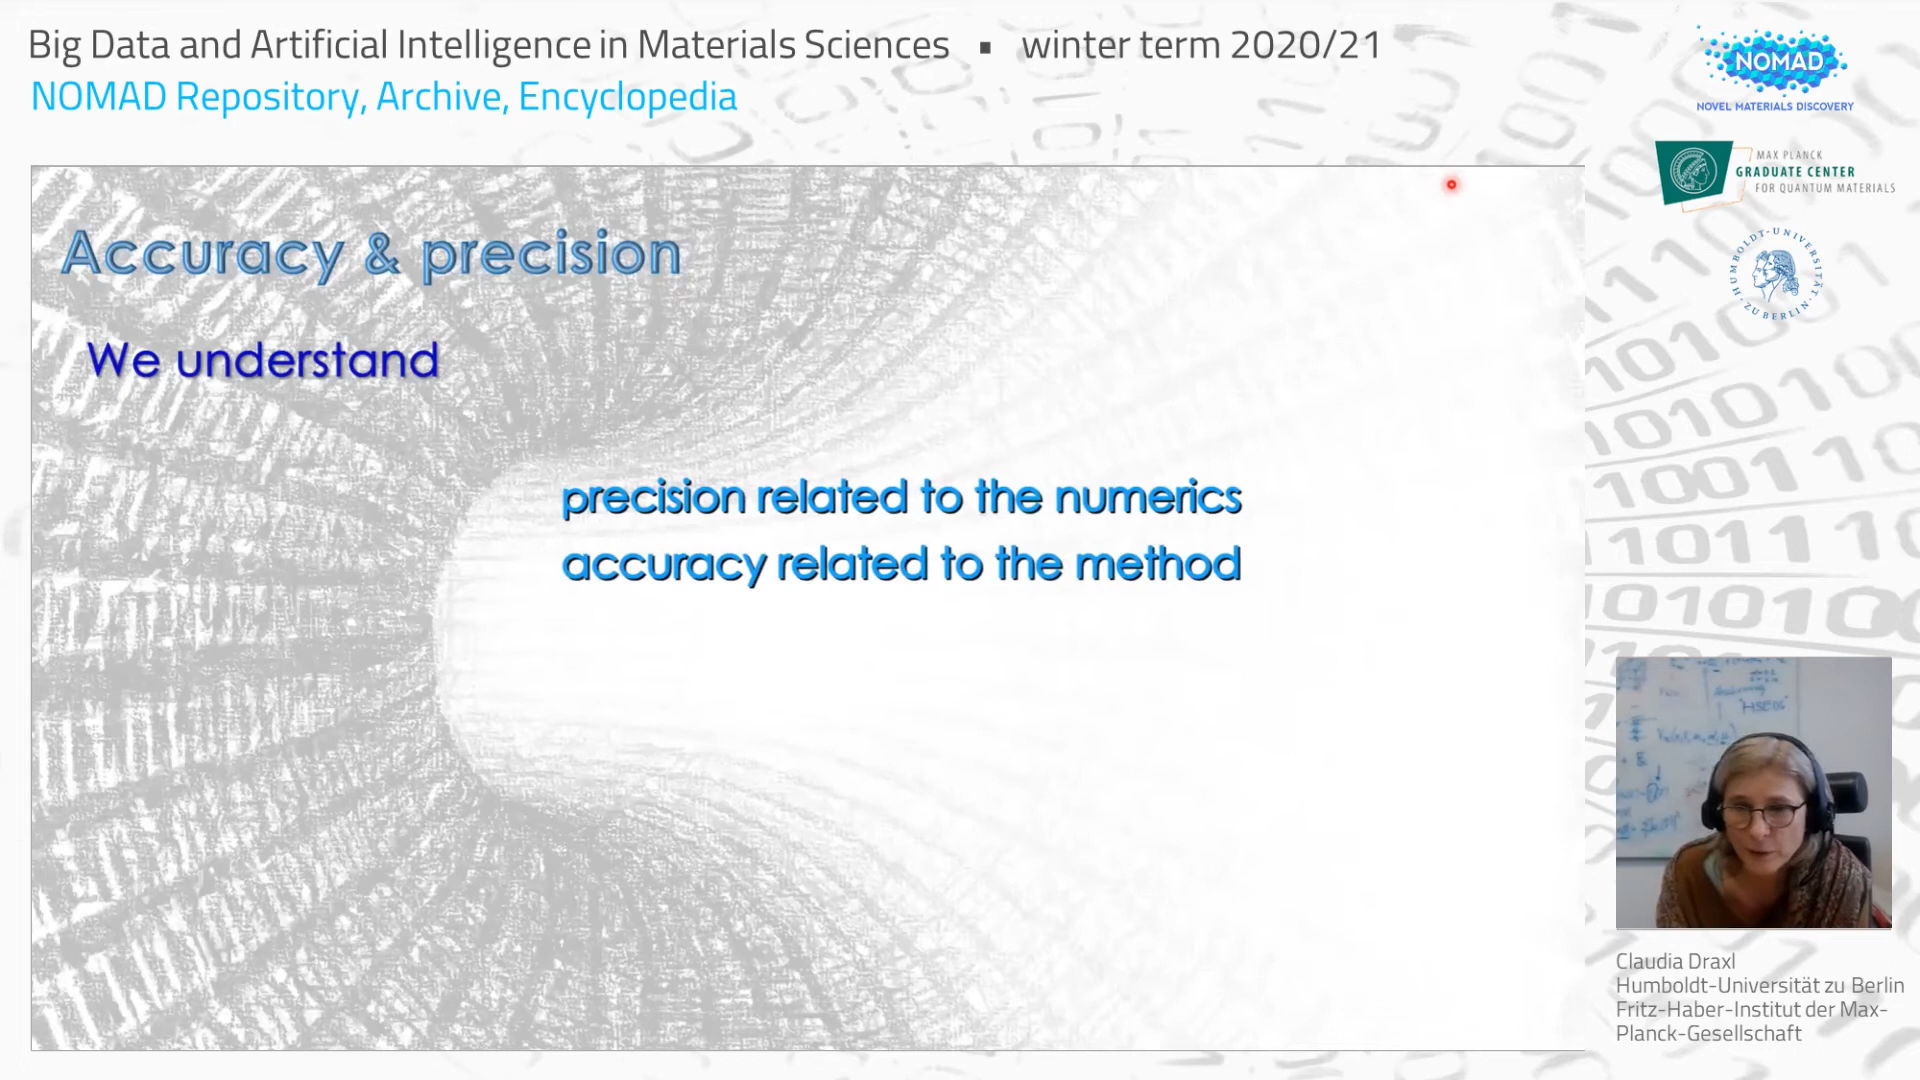 Big Data and Artificial Intelligence in Materials Sciences ▪ winter term 2020/21
NOMAD Repository, Archive, Encyclopedia
NOMAD
NOVEL MATERIALS DISCOVERY
MAX PLANCK
GRADUATE CENTER
FOR QUANTUM MATERIALS
HUMBOLDT-UNIVERSITÄT ZU BERLIN
Accuracy & precision
We understand
precision related to the numerics
accuracy related to the method
"HSE06"
Claudia Draxl
Humboldt-Universität zu Berlin
Fritz-Haber-Institut der Max-
Planck-Gesellschaft